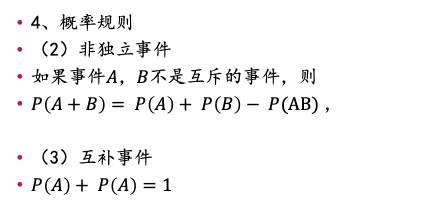 • 4、概率规则
• （2）非独立事件
• 如果事件A，B不是互斥的事件，则
• P(A + B) = P(A) + P(B) − P(AB)，
• （3）互补事件
• P(A) + P(A) = 1